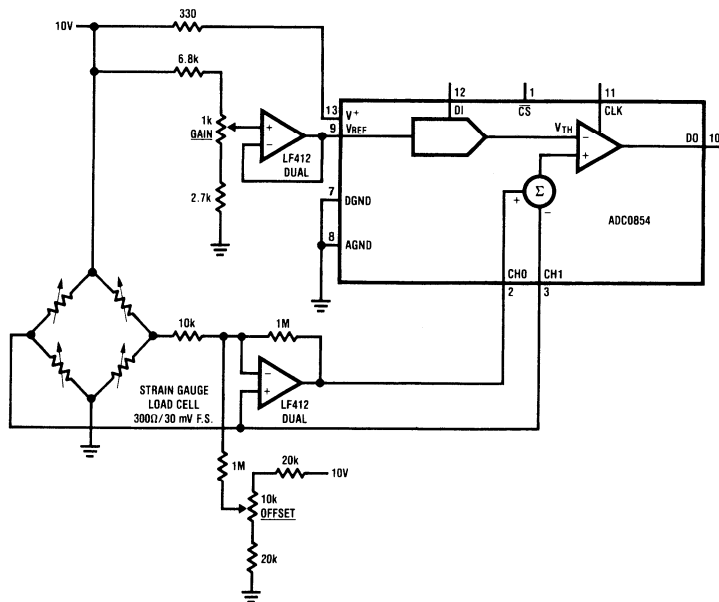 10V
330
6.8k
1k
GAIN
2.7k
+
−
LF412
DUAL
12
DI
1
CS
11
CLK
13
V+
9
VREF
VTH
−
+
DO
10
7
DGND
8
AGND
+
Σ
−
ADC0854
CH0
CH1
2
3
10k
1M
−
+
LF412
DUAL
STRAIN GAUGE
LOAD CELL
300Ω/30 mV F.S.
1M
20k
10V
10k
OFFSET
20k